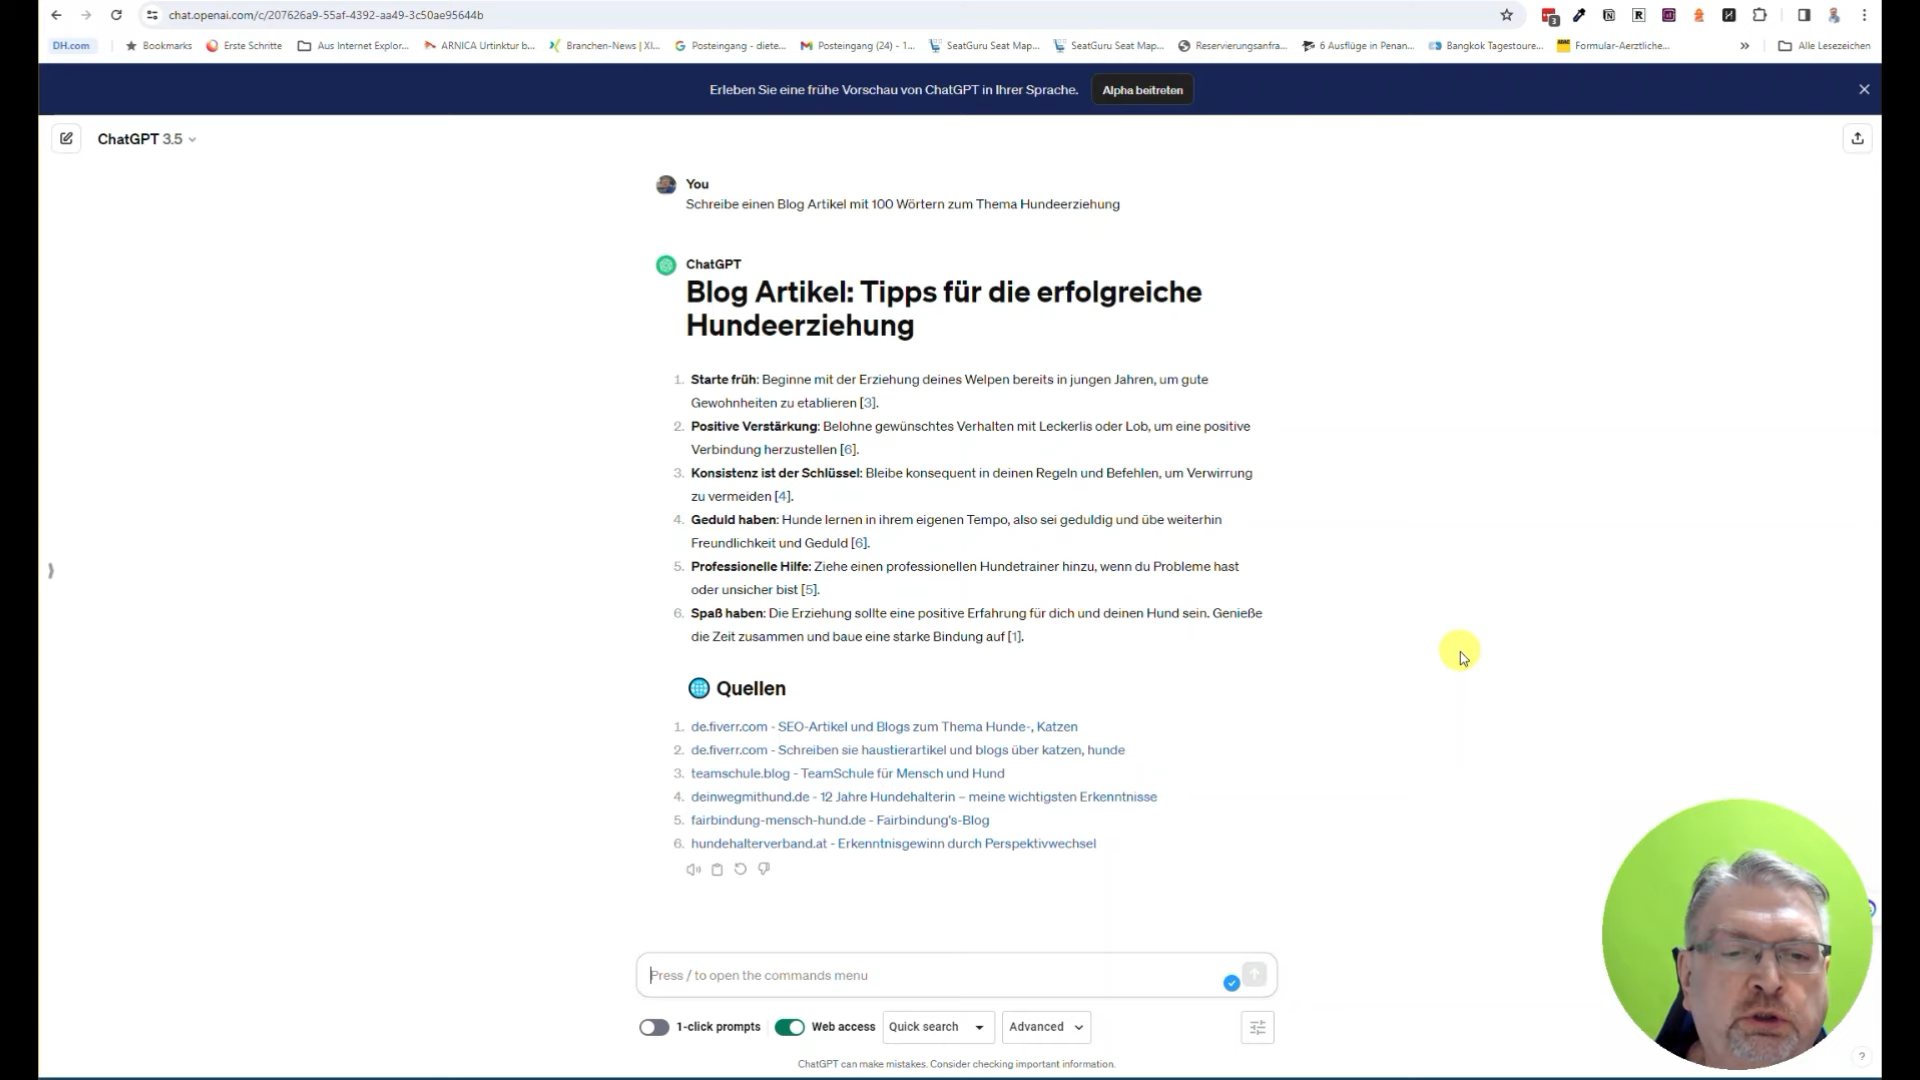 chat.openai.com/c/207626a9-55af-4392-aa49-3c50ae95644b
DH.com
Bookmarks
Erste Schritte
Aus Internet Explor...
ARNICA Urtinktur b...
Branchen-News | XI...
Posteingang - diete...
Posteingang (24) - 1...
SeatGuru Seat Map...
SeatGuru Seat Map...
Reservierungsanfra...
6 Ausflüge in Penan...
Bangkok Tagestoure...
Formular-Aerztliche...
»
Alle Lesezeichen
Erleben Sie eine frühe Vorschau von ChatGPT in Ihrer Sprache.
Alpha beitreten
ChatGPT 3.5
You
Schreibe einen Blog Artikel mit 100 Wörtern zum Thema Hundeerziehung
ChatGPT
Blog Artikel: Tipps für die erfolgreiche
Hundeerziehung
1. Starte früh: Beginne mit der Erziehung deines Welpen bereits in jungen Jahren, um gute
Gewohnheiten zu etablieren [3].
2. Positive Verstärkung: Belohne gewünschtes Verhalten mit Leckerlis oder Lob, um eine positive
Verbindung herzustellen [6].
3. Konsistenz ist der Schlüssel: Bleibe konsequent in deinen Regeln und Befehlen, um Verwirrung
zu vermeiden [4].
4. Geduld haben: Hunde lernen in ihrem eigenen Tempo, also sei geduldig und übe weiterhin
Freundlichkeit und Geduld [6].
5. Professionelle Hilfe: Ziehe einen professionellen Hundetrainer hinzu, wenn du Probleme hast
oder unsicher bist [5].
6. Spaß haben: Die Erziehung sollte eine positive Erfahrung für dich und deinen Hund sein. Genieße
die Zeit zusammen und baue eine starke Bindung auf [1].
Quellen
1. de.fiverr.com - SEO-Artikel und Blogs zum Thema Hunde-, Katzen
2. de.fiverr.com - Schreiben sie haustierartikel und blogs über katzen, hunde
3. teamschule.blog - TeamSchule für Mensch und Hund
4. deinwegmithund.de - 12 Jahre Hundehalterin – meine wichtigsten Erkenntnisse
5. fairbindung-mensch-hund.de - Fairbindung's-Blog
6. hundehalterverband.at - Erkenntnisgewinn durch Perspektivwechsel
Press / to open the commands menu
1-click prompts
Web access
Quick search
Advanced
ChatGPT can make mistakes. Consider checking important information.
?